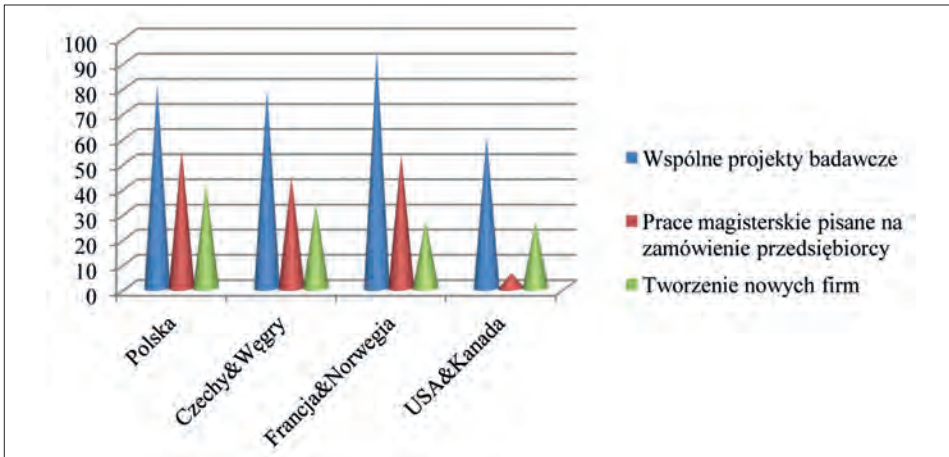 100
90
80
70
60
50
40
30
20
10
0
Polska
Czechy&Węgry
Francja&Norwegia
USA&Kanada
Wspólne projekty badawcze
Prace magisterskie pisane na
zamówienie przedsiębiorcy
Tworzenie nowych firm